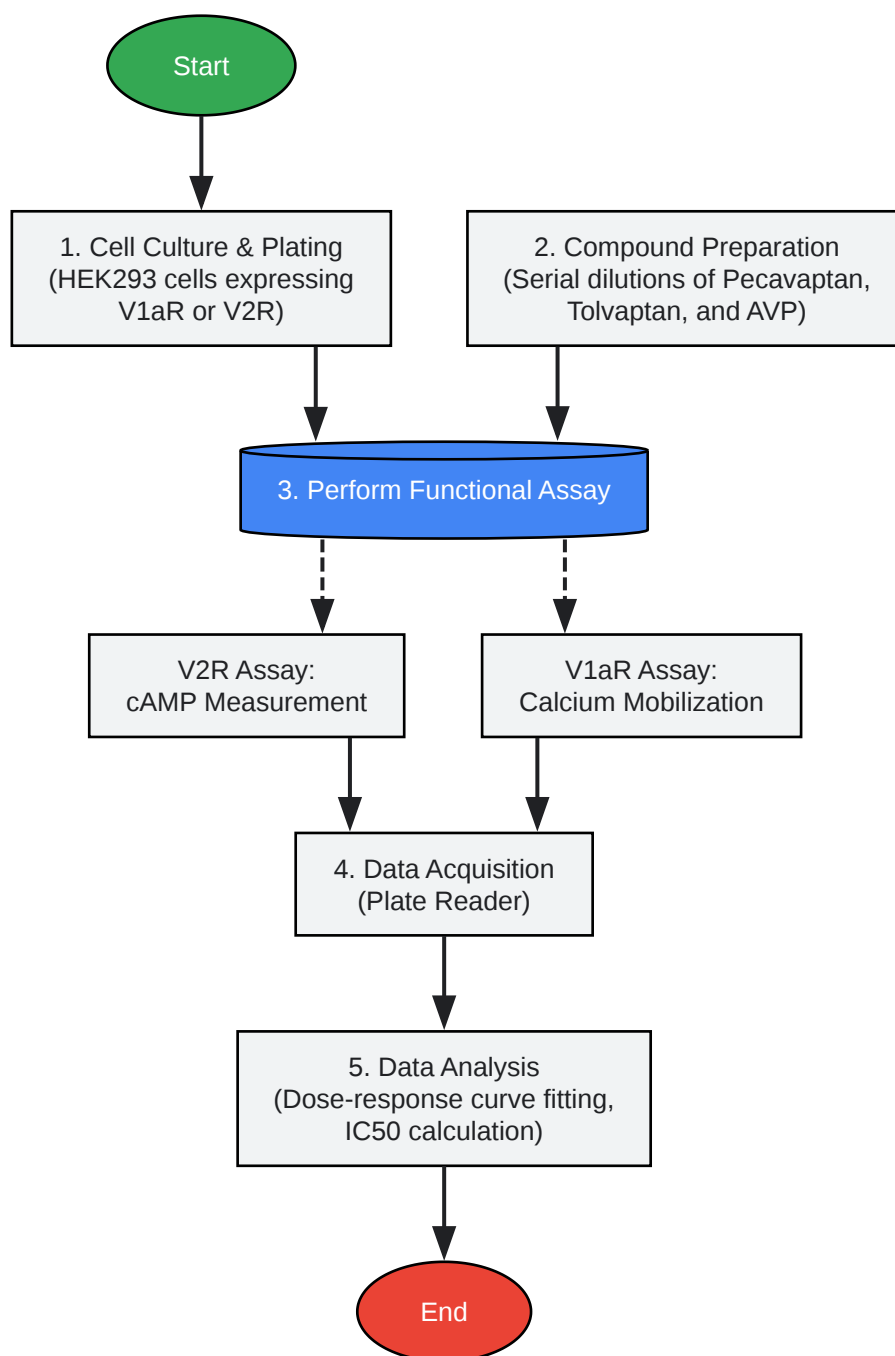 Start
1. Cell Culture & Plating
(HEK293 cells expressing
V1aR or V2R)
2. Compound Preparation
(Serial dilutions of Pecavaptan,
Tolvaptan, and AVP)
3. Perform Functional Assay
V2R Assay:
cAMP Measurement
V1aR Assay:
Calcium Mobilization
4. Data Acquisition
(Plate Reader)
5. Data Analysis
(Dose-response curve fitting,
IC50 calculation)
End